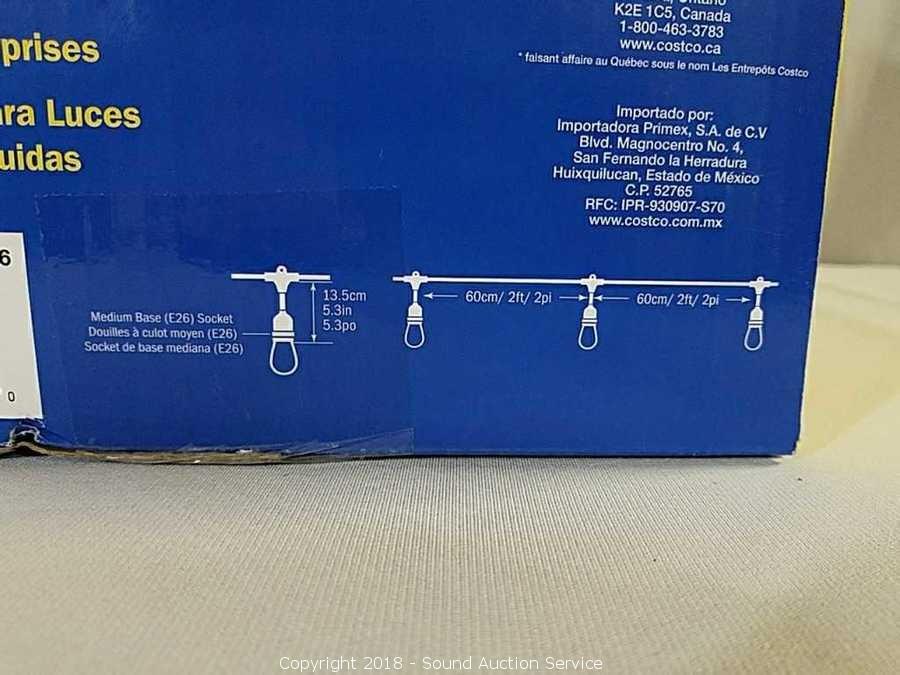 K2E 1C5, Canada
1-800-463-3783
www.costco.ca
* faisant affaire au Québec sous le nom Les Entrepôts Costco
prises
ara Luces
uidas
Importado por:
Importadora Primex, S.A. de C.V
Blvd. Magnocentro No. 4,
San Fernando la Herradura
Huixquilucan, Estado de México
C.P. 52765
RFC: IPR-930907-S70
www.costco.com.mx
6
0
13.5cm
5.3in
5.3po
Medium Base (E26) Socket
Douilles à culot moyen (E26)
Socket de base mediana (E26)
60cm/ 2ft/ 2pi
60cm/ 2ft/ 2pi
Copyright 2018 - Sound Auction Service